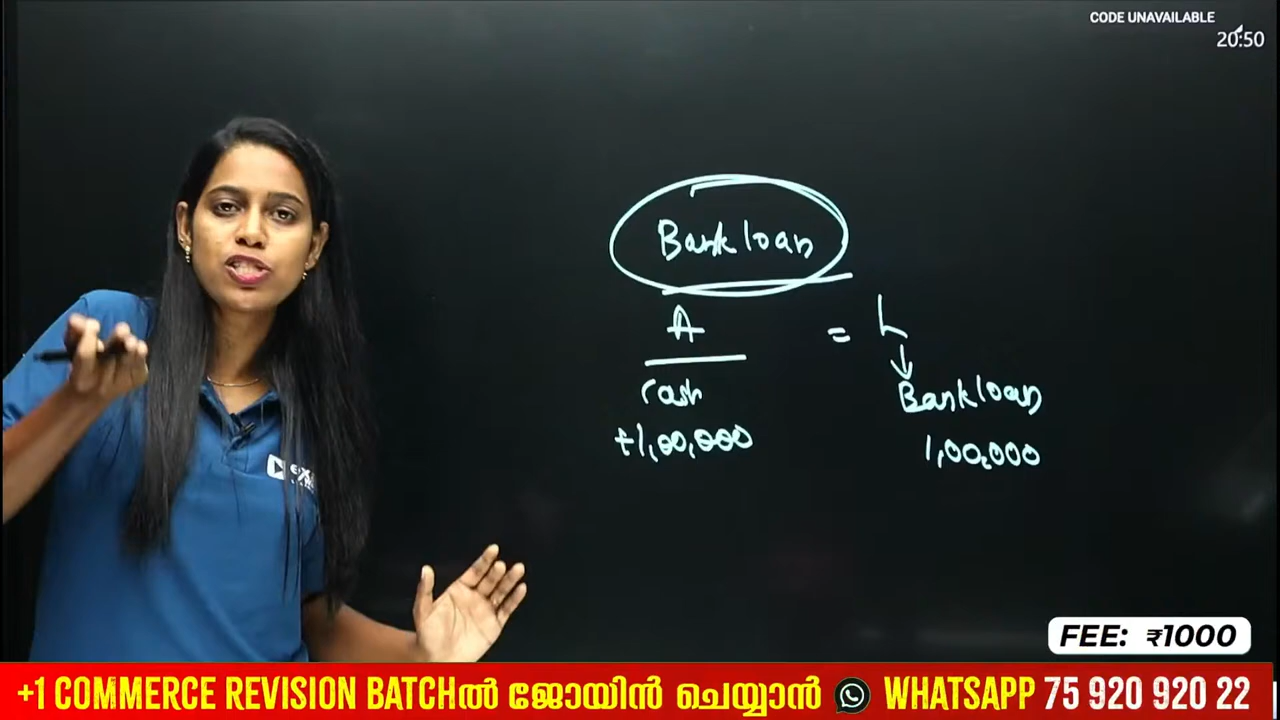 CODE UNAVAILABLE
20:50
Bank loan
A = L
↓
Cash Bank loan
+1,00,000 1,00,000
FEE: ₹1000
+1 COMMERCE REVISION BATCHൽ ജോയിൻ ചെയ്യാൻ WHATSAPP 75 920 920 22